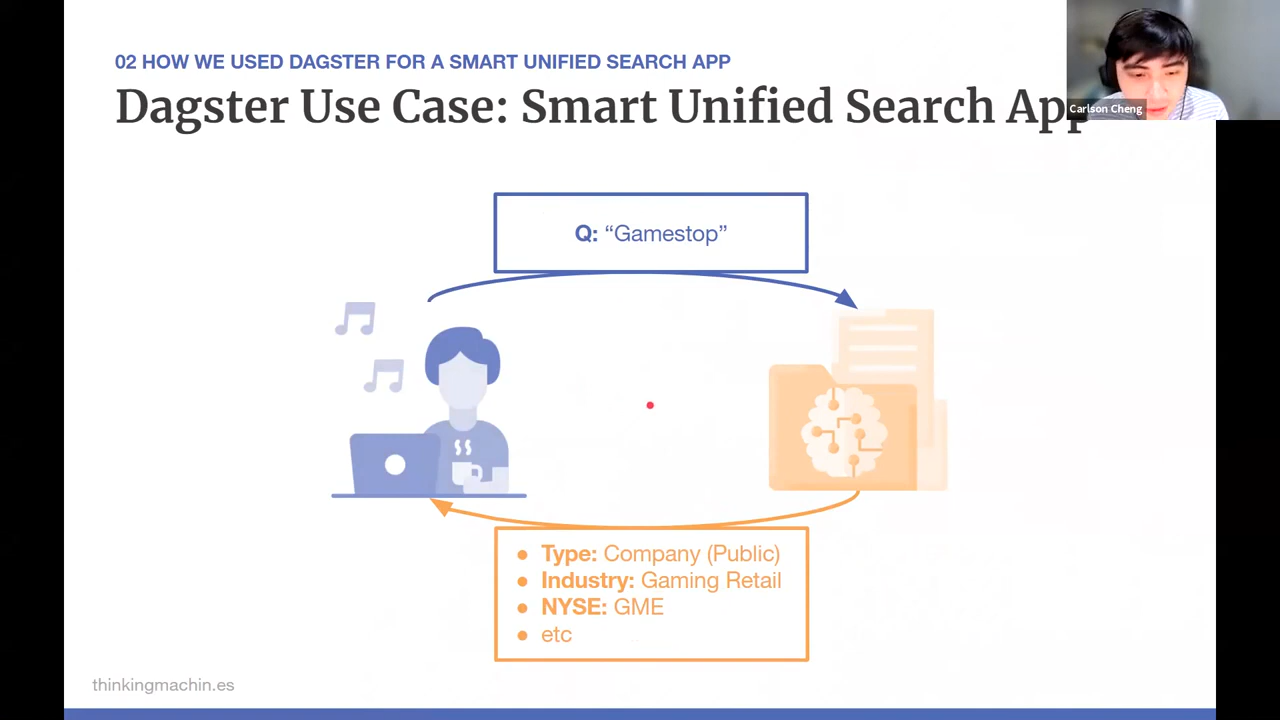 02 HOW WE USED DAGSTER FOR A SMART UNIFIED SEARCH APP
Dagster Use Case: Smart Unified Search App
Carlson Cheng
Q: “Gamestop”
● Type: Company (Public)
● Industry: Gaming Retail
● NYSE: GME
● etc
thinkingmachin.es